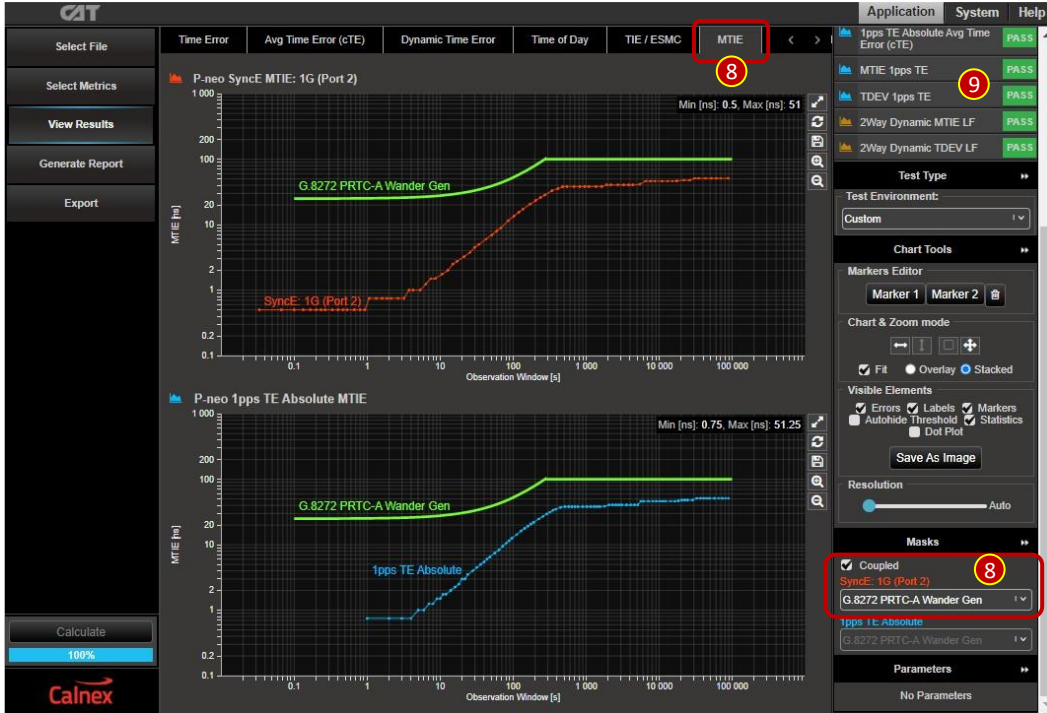 CAT
Application System Help
Select File
Select Metrics
View Results
Generate Report
Export
Calculate
100%
Calnex
Time Error Avg Time Error (cTE) Dynamic Time Error Time of Day TIE / ESMC MTIE < >
8
P-neo SyncE MTIE: 1G (Port 2)
Min [ns]: 0.5, Max [ns]: 51
1 000
200
100
20
10
2
1
0.2
0.1
MTIE [ns]
G.8272 PRTC-A Wander Gen
SyncE: 1G (Port 2)
0.1 1 10 100 1 000 10 000 100 000
Observation Window [s]
P-neo 1pps TE Absolute MTIE
Min [ns]: 0.75, Max [ns]: 51.25
1 000
200
100
20
10
2
1
0.2
0.1
MTIE [ns]
G.8272 PRTC-A Wander Gen
1pps TE Absolute
0.1 1 10 100 1 000 10 000 100 000
Observation Window [s]
1pps TE Absolute Avg Time
Error (cTE) PASS
MTIE 1pps TE PASS
9
TDEV 1pps TE PASS
2Way Dynamic MTIE LF PASS
2Way Dynamic TDEV LF PASS
Test Type
Test Environment:
Custom
Chart Tools
Markers Editor
Marker 1 Marker 2
Chart & Zoom mode
Fit Overlay Stacked
Visible Elements
Errors Labels Markers
Autohide Threshold Statistics
Dot Plot
Save As Image
Resolution
Auto
Masks
Coupled
8
SyncE: 1G (Port 2)
G.8272 PRTC-A Wander Gen
1pps TE Absolute
G.8272 PRTC-A Wander Gen
Parameters
No Parameters